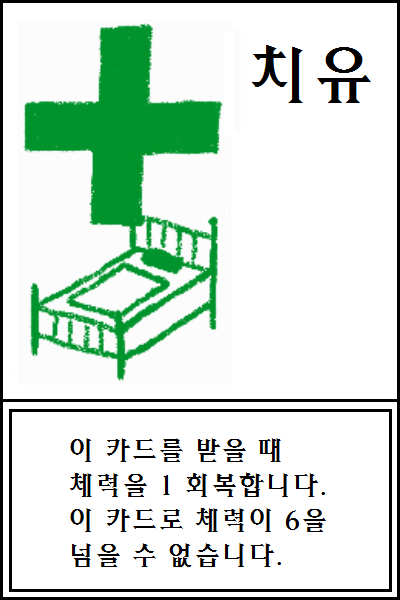 치유
이 카드를 받을 때
체력을 1 회복합니다.
이 카드로 체력이 6을
넘을 수 없습니다.